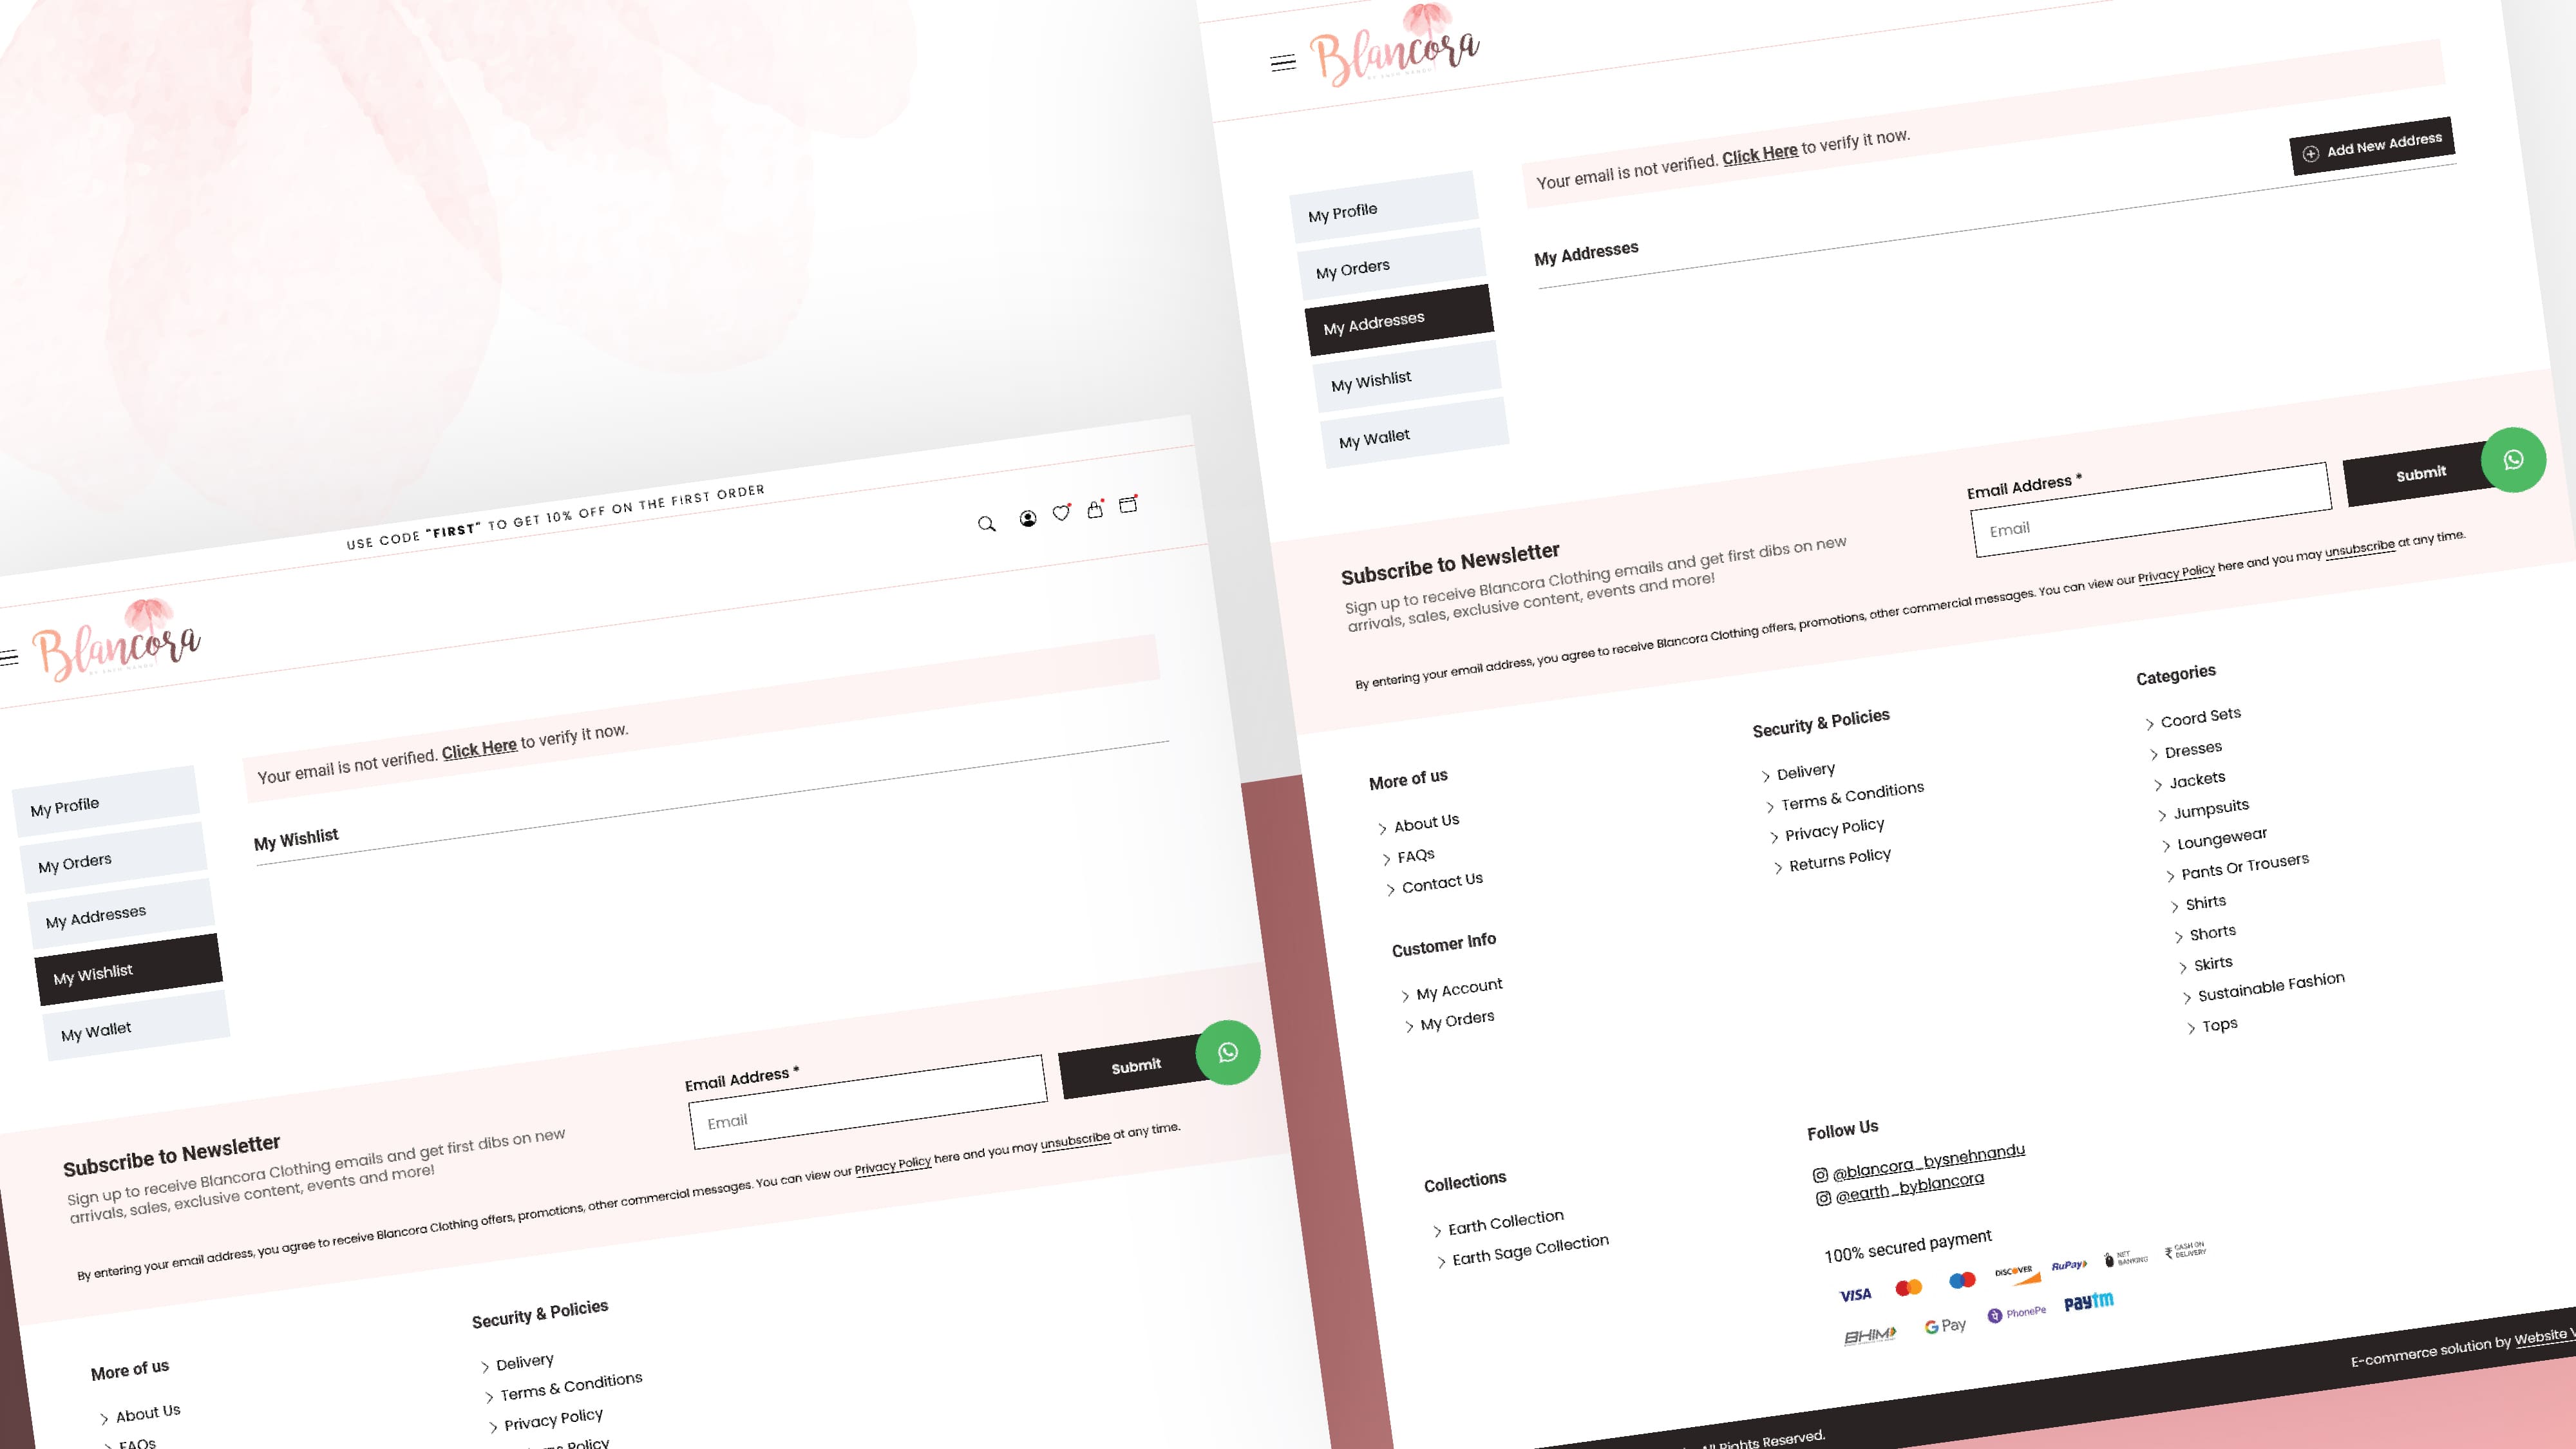 USE CODE "FIRST" TO GET 10% OFF ON THE FIRST ORDER
Blancora
Your email is not verified. Click Here to verify it now.
My Profile
My Orders
My Addresses
My Wishlist
My Wallet
My Wishlist
Subscribe to Newsletter
Sign up to receive Blancora Clothing emails and get first dibs on new
arrivals, sales, exclusive content, events and more!
Email Address *
Email
Submit
By entering your email address, you agree to receive Blancora Clothing offers, promotions, other commercial messages. You can view our Privacy Policy here and you may unsubscribe at any time.
More of us
About Us
FAQs
Security & Policies
Delivery
Terms & Conditions
Privacy Policy
Policy
Blancora
Your email is not verified. Click Here to verify it now.
My Profile
My Orders
My Addresses
My Wishlist
My Wallet
My Addresses
Add New Address
Subscribe to Newsletter
Sign up to receive Blancora Clothing emails and get first dibs on new
arrivals, sales, exclusive content, events and more!
Email Address *
Email
Submit
By entering your email address, you agree to receive Blancora Clothing offers, promotions, other commercial messages. You can view our Privacy Policy here and you may unsubscribe at any time.
More of us
About Us
FAQs
Contact Us
Customer Info
My Account
My Orders
Security & Policies
Delivery
Terms & Conditions
Privacy Policy
Returns Policy
Categories
Coord Sets
Dresses
Jackets
Jumpsuits
Loungewear
Pants Or Trousers
Shirts
Shorts
Skirts
Sustainable Fashion
Tops
Collections
Earth Collection
Earth Sage Collection
Follow Us
@blancora_bysnehnandu
@earth_byblancora
100% secured payment
VISA
DISCOVER
RuPay
NET
BANKING
CASH ON
DELIVERY
BHIM
G Pay
PhonePe
paytm
All Rights Reserved.
E-commerce solution by Website